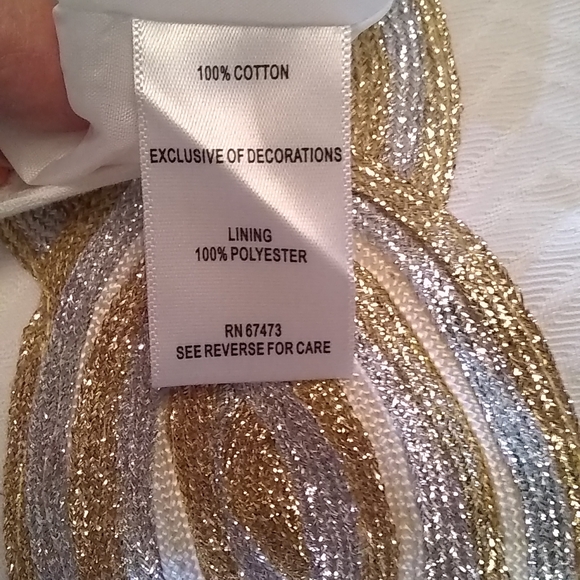 100% COTTON
EXCLUSIVE OF DECORATIONS
LINING
100% POLYESTER
RN 67473
SEE REVERSE FOR CARE